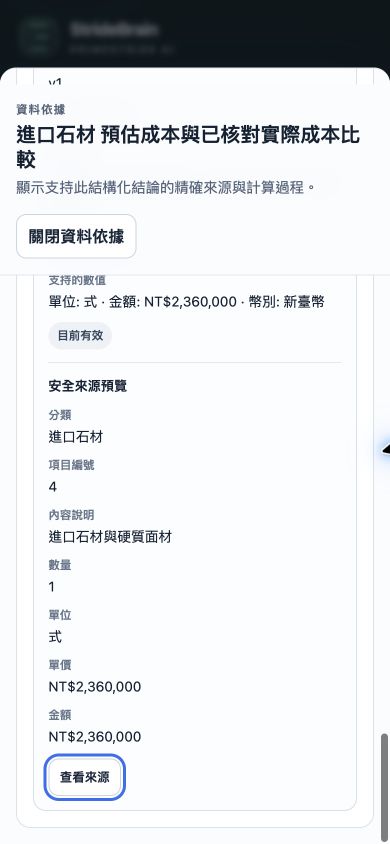 StrideBrain
v1
資料依據
進口石材 預估成本與已核對實際成本比
較
顯示支持此結構化結論的精確來源與計算過程。
關閉資料依據
支持的數值
單位: 式 · 金額: NT$2,360,000 · 幣別: 新臺幣
目前有效
安全來源預覽
分類
進口石材
項目編號
4
內容說明
進口石材與硬質面材
數量
1
單位
式
單價
NT$2,360,000
金額
NT$2,360,000
查看來源